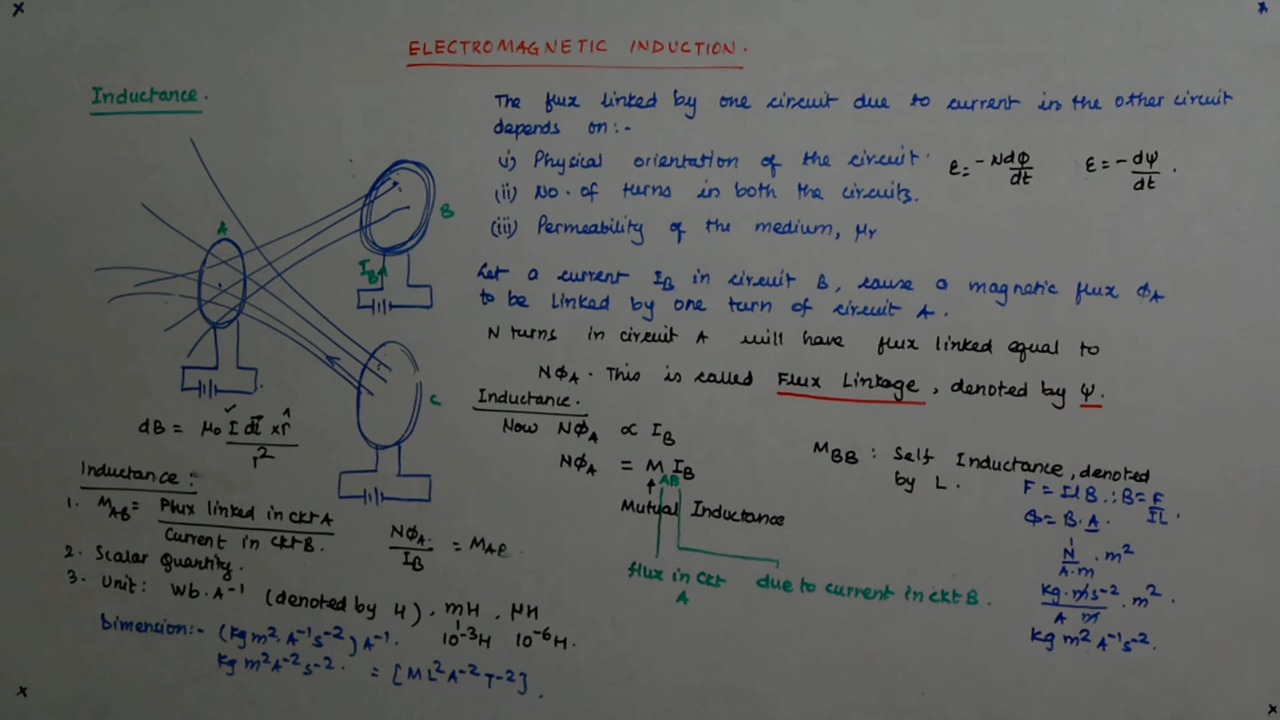 ELECTROMAGNETIC INDUCTION.
Inductance.
The flux linked by one circuit due to current in the other circuit
depends on:-
(i) Physical orientation of the circuit.
ε = -Ndφ/dt
ε = -dψ/dt.
(ii) No. of turns in both the circuits.
(iii) Permeability of the medium, μr
A
B
IB
C
Let a current IB in circuit B, cause a magnetic flux ΦA
to be linked by one turn of circuit A.
N turns in circuit A will have flux linked equal to
NΦA. This is called Flux Linkage, denoted by Ψ.
Inductance.
Now NΦA ∝ IB
NΦA = MAB IB
Mutual Inductance
flux in Ckt A due to current in ckt B.
MBB : Self Inductance, denoted
by L.
F = IlB ∴ B = F/IL.
Φ = B.A.
N/A.m . m²
kg.ms⁻²/A m . m².
kg m² A⁻¹s⁻².
dB = μ0 I dl x r̂ / r²
Inductance:
1. MAB = Flux linked in ckt A / Current in ckt B.
NΦA / IB = MAB.
2. Scalar Quantity.
3. Unit: Wb.A⁻¹ (denoted by H), mH, μH
10⁻³H 10⁻⁶H.
Dimension:- (kg m² A⁻¹s⁻²)A⁻¹.
kg m² A⁻² s⁻². = [ML²A⁻²T⁻²].